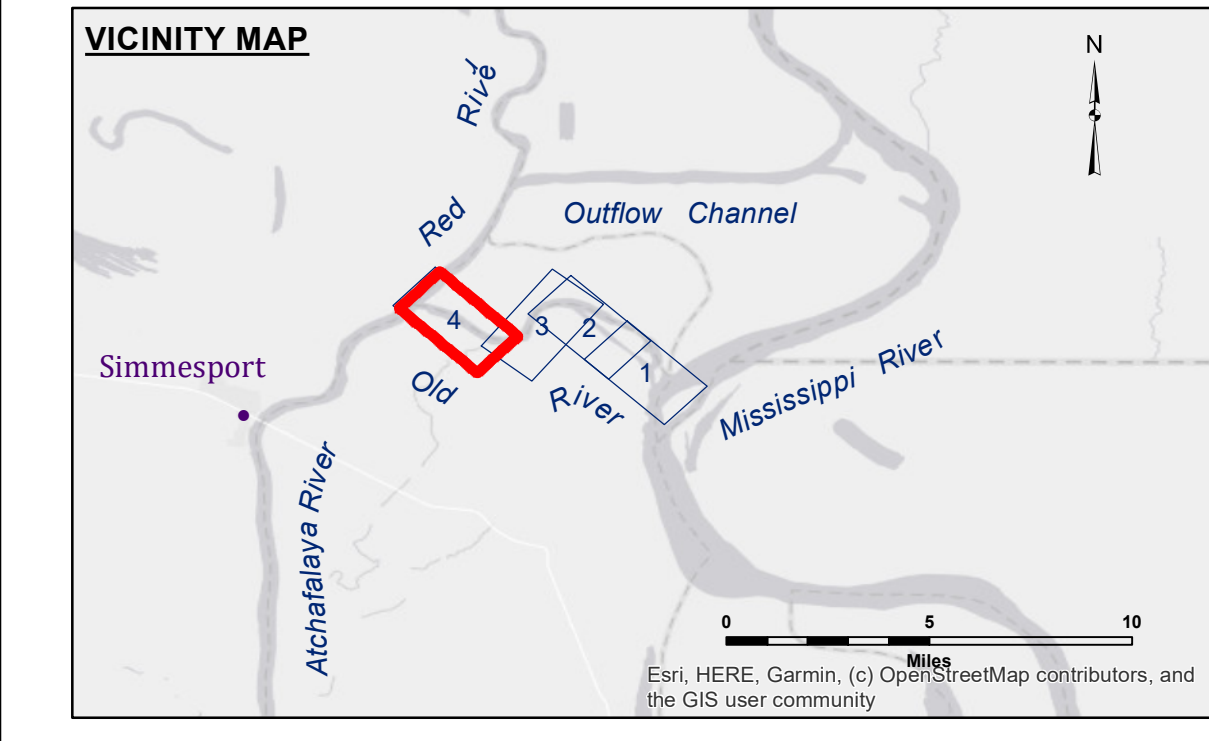 VICINITY MAP
N
River
Red
Outflow Channel
4
3
2
1
Simmesport
Old
River
Mississippi River
Atchafalaya River
0 5 10
Miles
Esri, HERE, Garmin, (c) OpenStreetMap contributors, and
the GIS user community